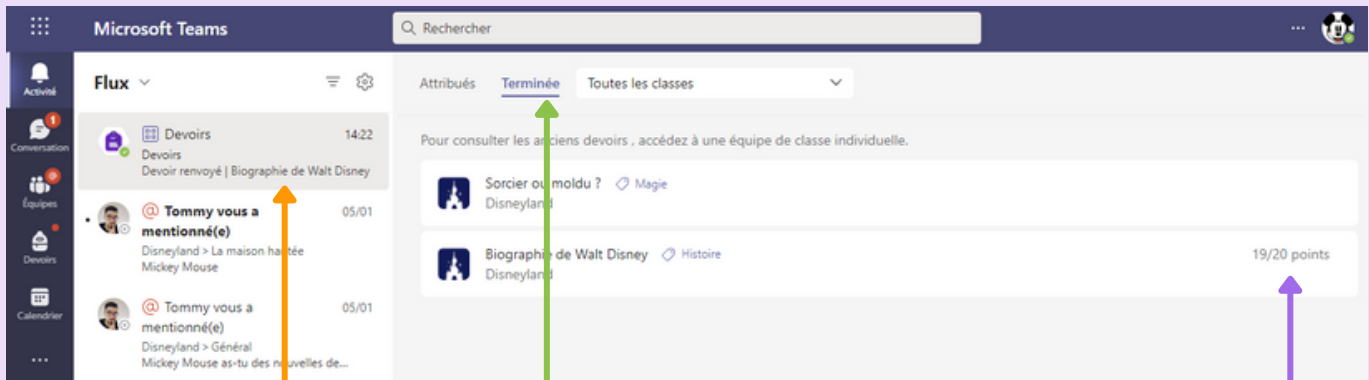 Microsoft Teams
Rechercher
...
Activité
Conversation
1
Équipes
@
Devoirs
Calendrier
...
Flux
Devoirs 14:22
Devoirs
Devoir renvoyé | Biographie de Walt Disney
@ Tommy vous a 05/01
mentionné(e)
Disneyland > La maison hantée
Mickey Mouse
@ Tommy vous a 05/01
mentionné(e)
Disneyland > Général
Mickey Mouse as-tu des nouvelles de...
Attribués Terminée Toutes les classes
Pour consulter les anciens devoirs , accédez à une équipe de classe individuelle.
Sorcier ou moldu ? Magie
Disneyland
Biographie de Walt Disney Histoire 19/20 points
Disneyland